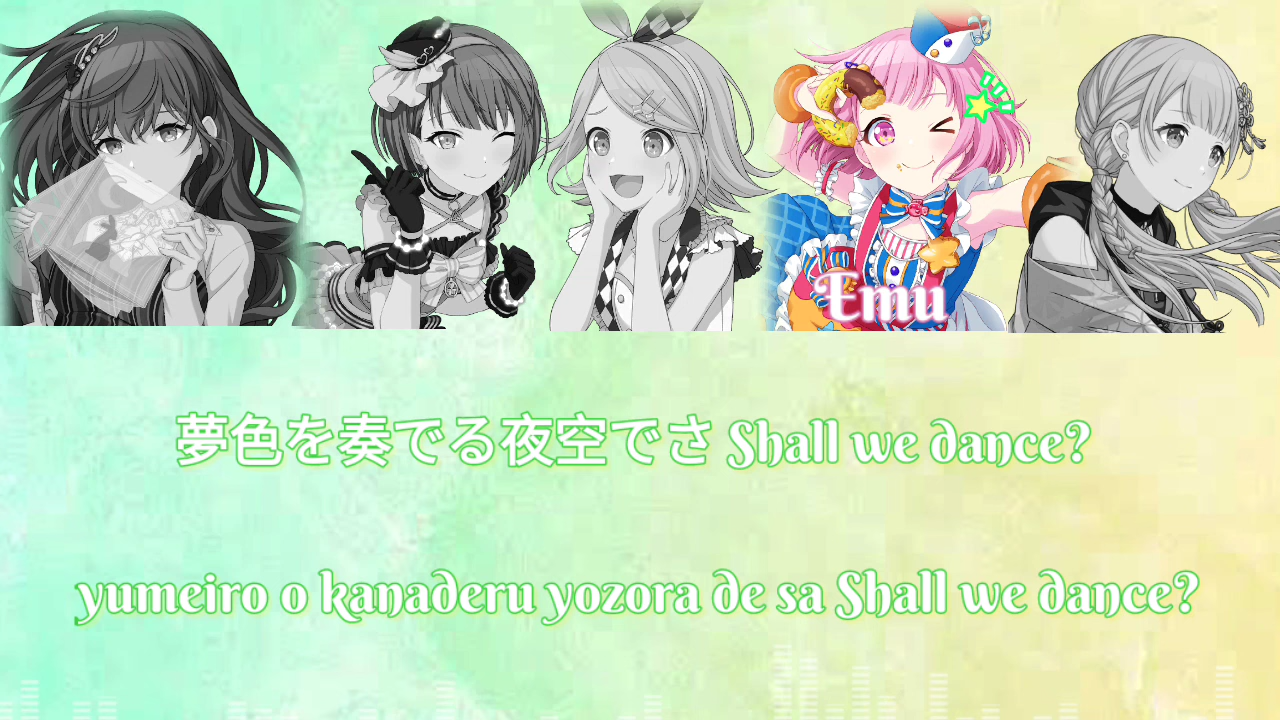 Emu
夢色を奏でる夜空でさ Shall we dance?
yumeiro o kanaderu yozora de sa Shall we dance?